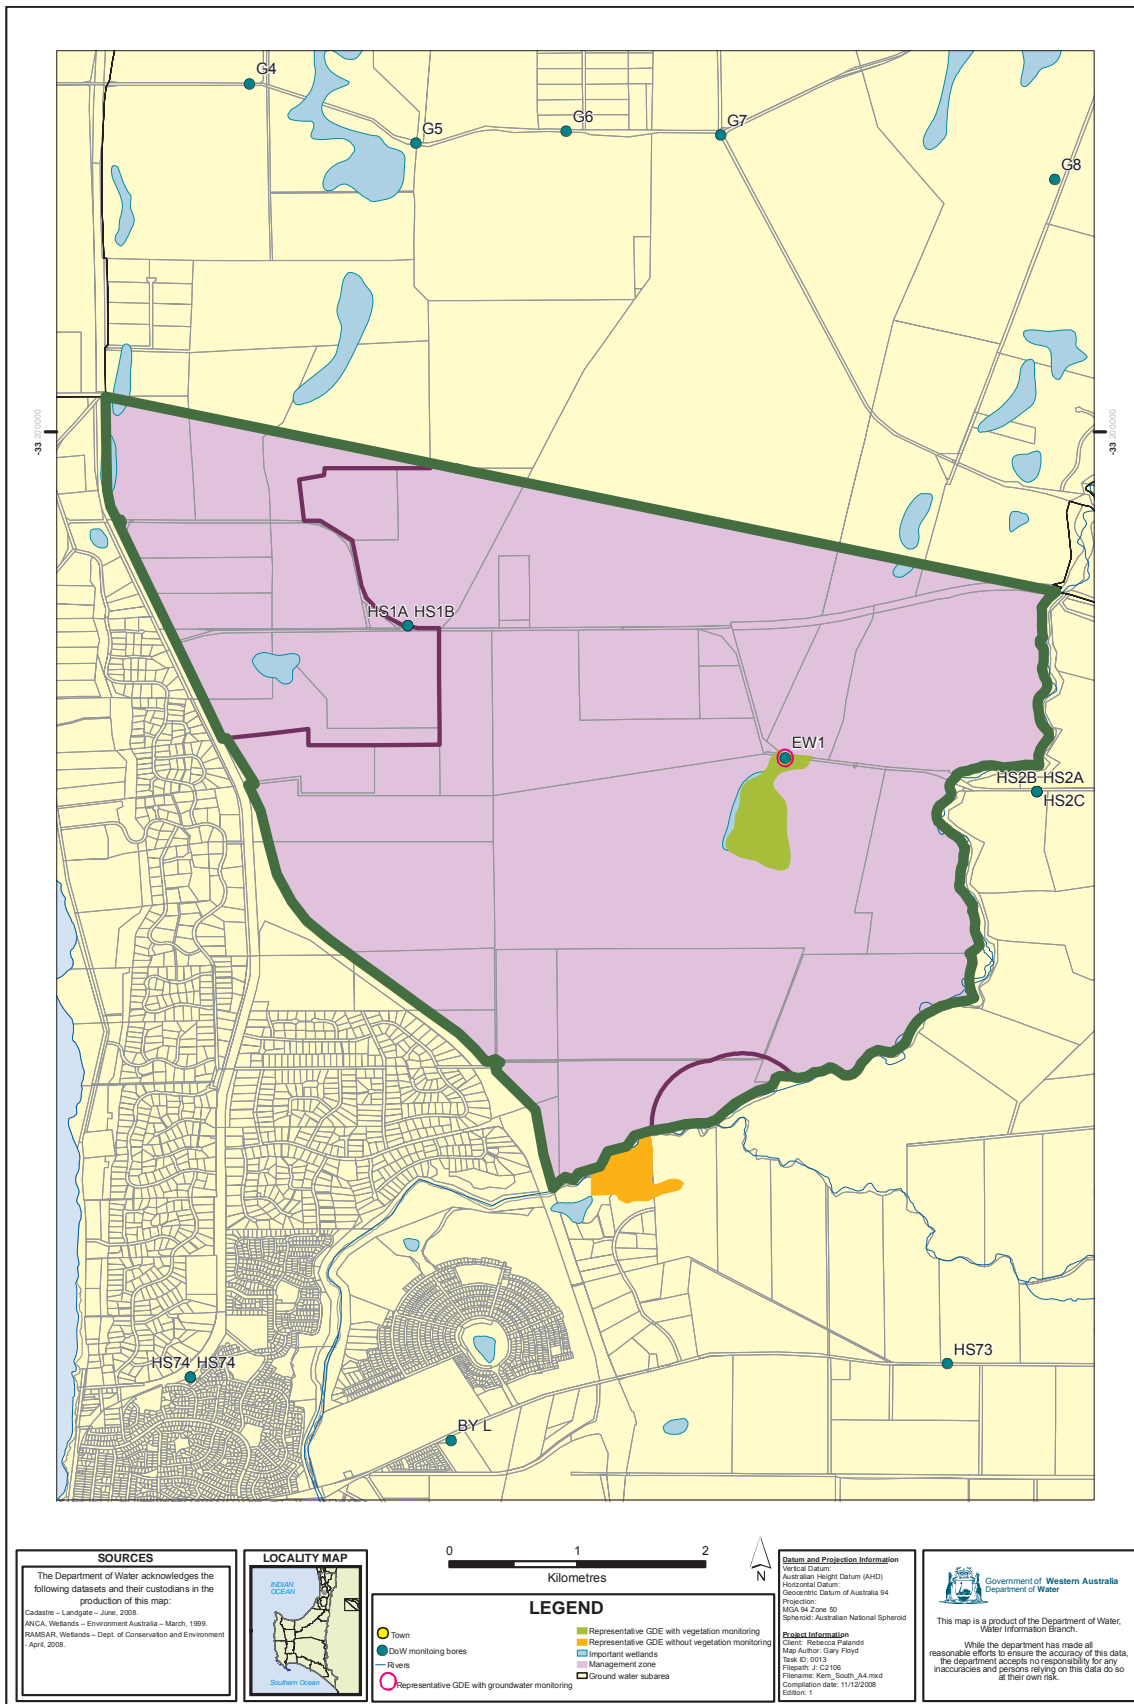 G4
G5
G6
G7
G8
-33 200000
-33 200000
HS1A HS1B
EW1
HS2B HS2A
HS2C
HS74 HS74
HS73
BY L
SOURCES
The Department of Water acknowledges the
following datasets and their custodians in the
production of this map:
Cadastre – Landgate – June, 2008.
ANCA, Wetlands – Environment Australia – March, 1999.
RAMSAR, Wetlands – Dept. of Conservation and Environment
- April, 2008.
LOCALITY MAP
INDIAN
OCEAN
Southern Ocean
0 1 2
Kilometres
N
LEGEND
Town
DoW monitoing bores
Rivers
Representative GDE with groundwater monitoring
Representative GDE with vegetation monitoring
Representative GDE without vegetation monitoring
Important wetlands
Management zone
Ground water subarea
Datum and Projection Information
Vertical Datum:
Australian Height Datum (AHD)
Horizontal Datum:
Geocentric Datum of Australia 94
Projection:
MGA 94 Zone 50
Spheroid: Australian National Spheroid
Project Information
Client: Rebecca Palandri
Map Author: Gary Floyd
Task ID: 0013
Filepath: J: C2106
Filename: Kem_South_A4.mxd
Compilation date: 11/12/2008
Edition: 1
Government of Western Australia
Department of Water
This map is a product of the Department of Water,
Water Information Branch.
While the department has made all
reasonable efforts to ensure the accuracy of this data,
the department accepts no responsibility for any
inaccuracies and persons relying on this data do so
at their own risk.